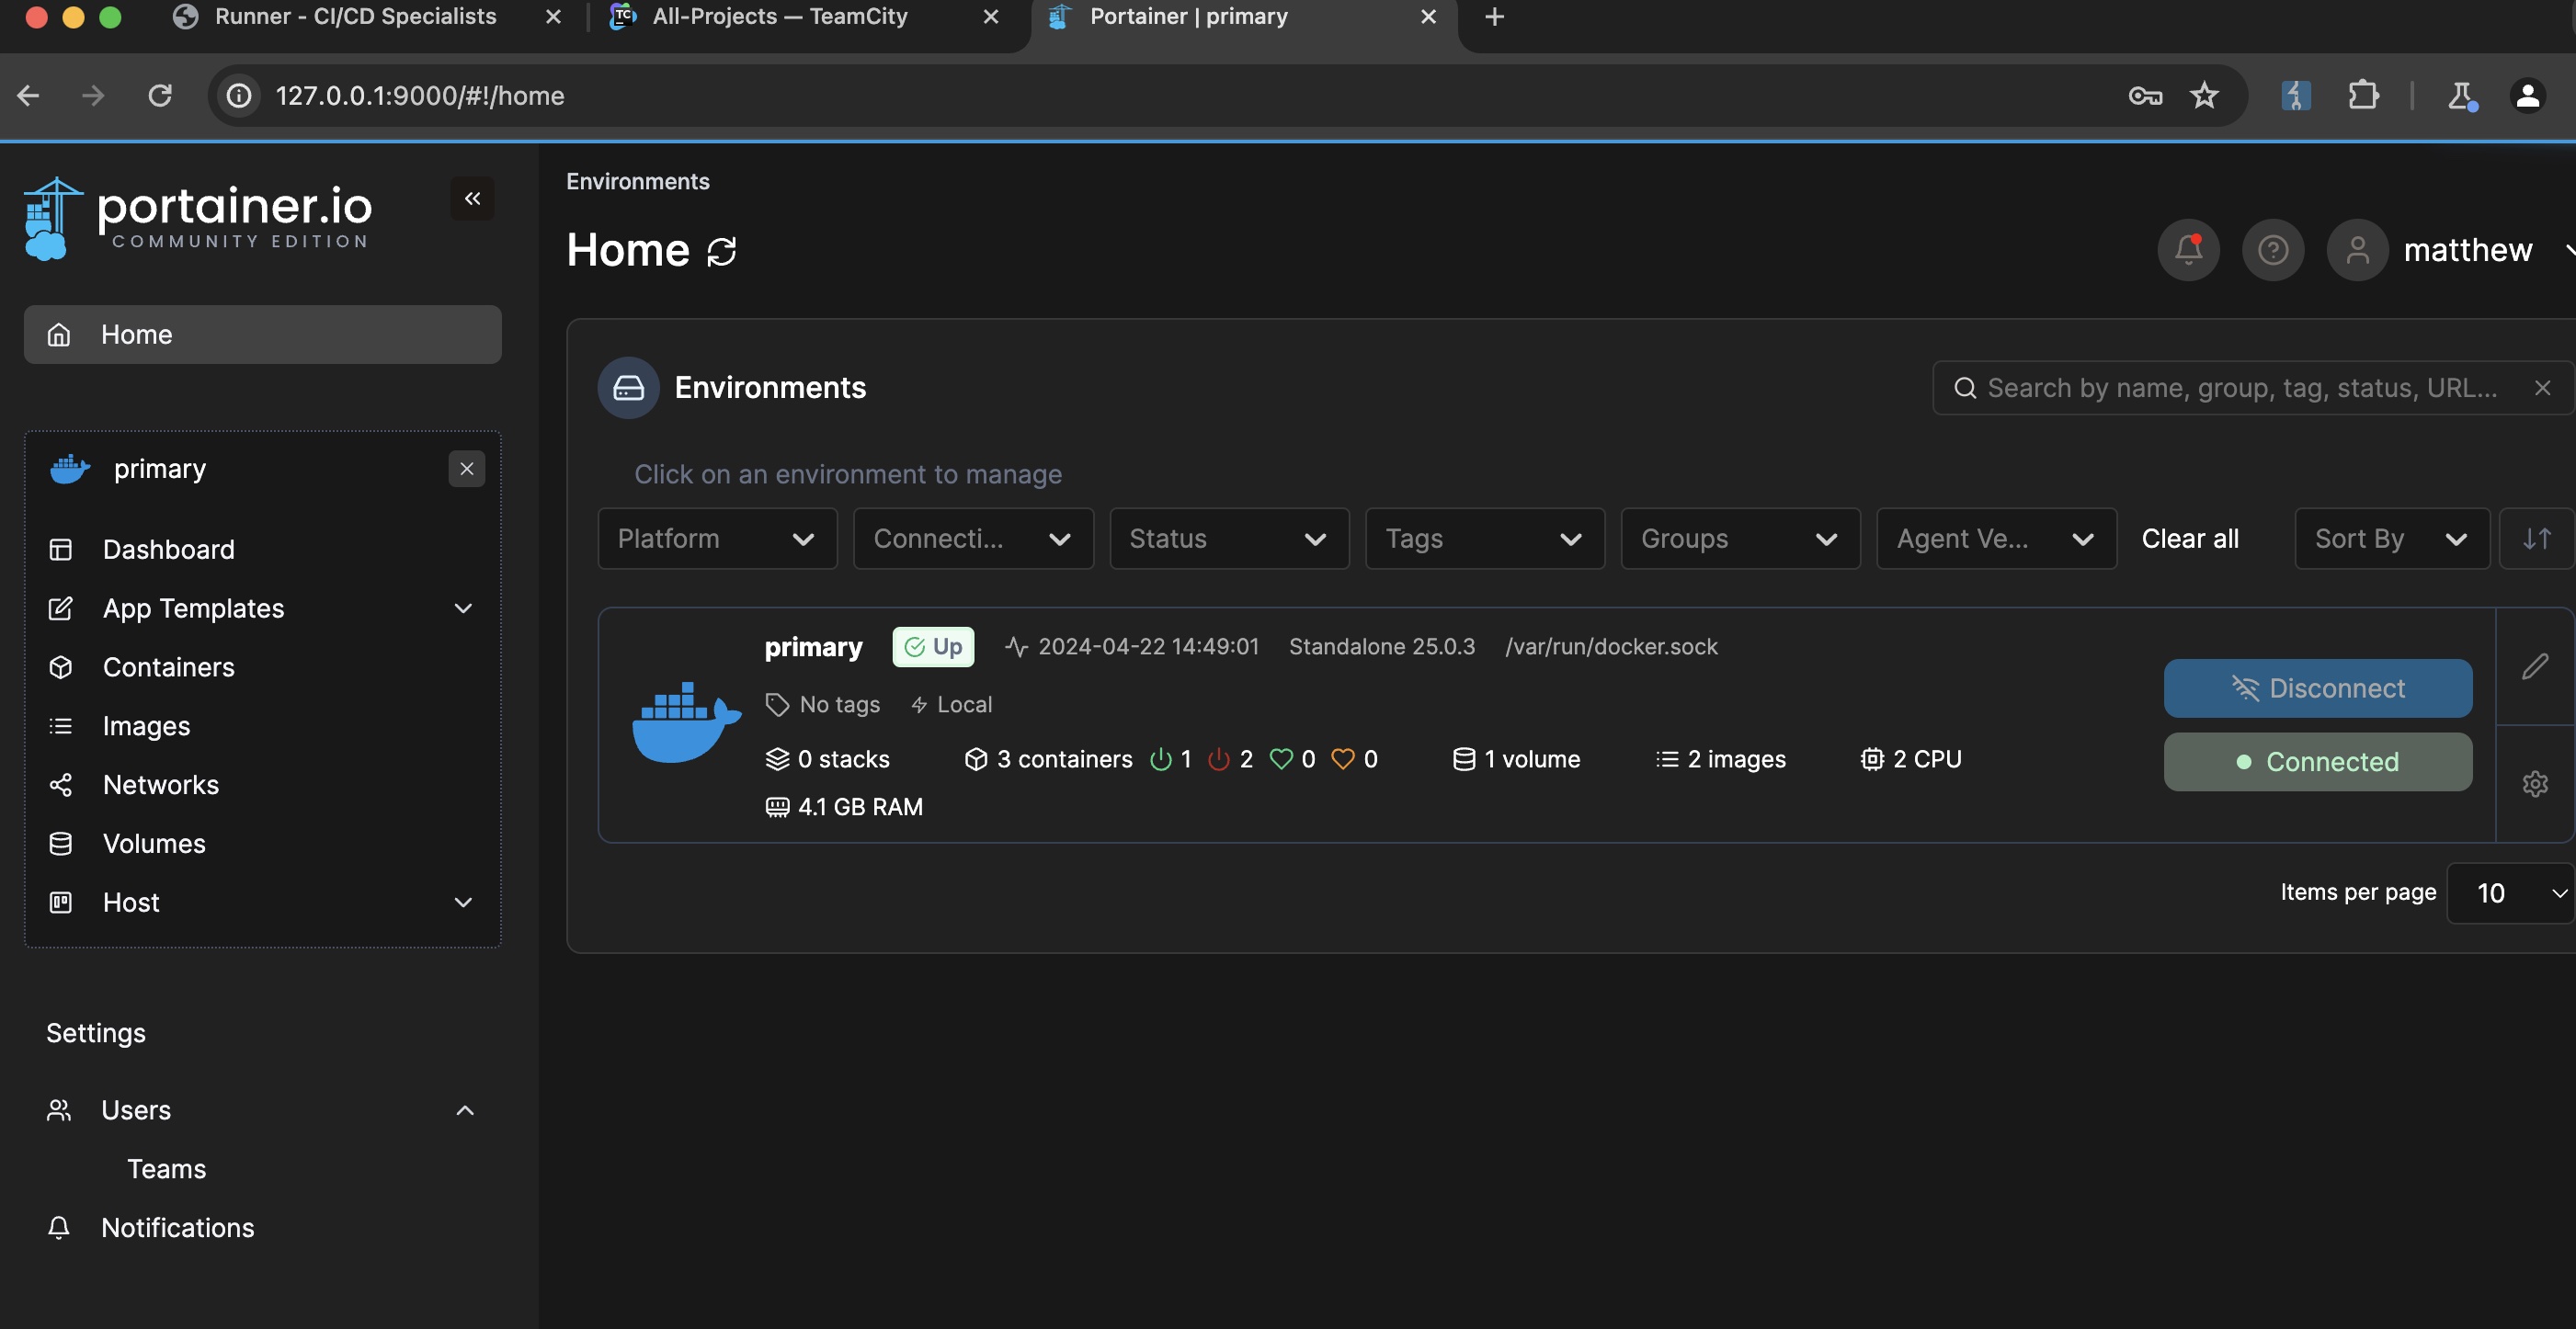 Runner - CI/CD Specialists
All-Projects — TeamCity
Portainer | primary
127.0.0.1:9000/#!/home
portainer.io
COMMUNITY EDITION
Home
primary
Dashboard
App Templates
Containers
Images
Networks
Volumes
Host
Settings
Users
Teams
Notifications
Environments
Home
matthew
Environments
Search by name, group, tag, status, URL...
Click on an environment to manage
Platform Connecti... Status Tags Groups Agent Ve... Clear all Sort By
primary Up 2024-04-22 14:49:01 Standalone 25.0.3 /var/run/docker.sock
No tags Local
0 stacks 3 containers 1 2 0 0 1 volume 2 images 2 CPU
4.1 GB RAM
Disconnect
Connected
Items per page 10